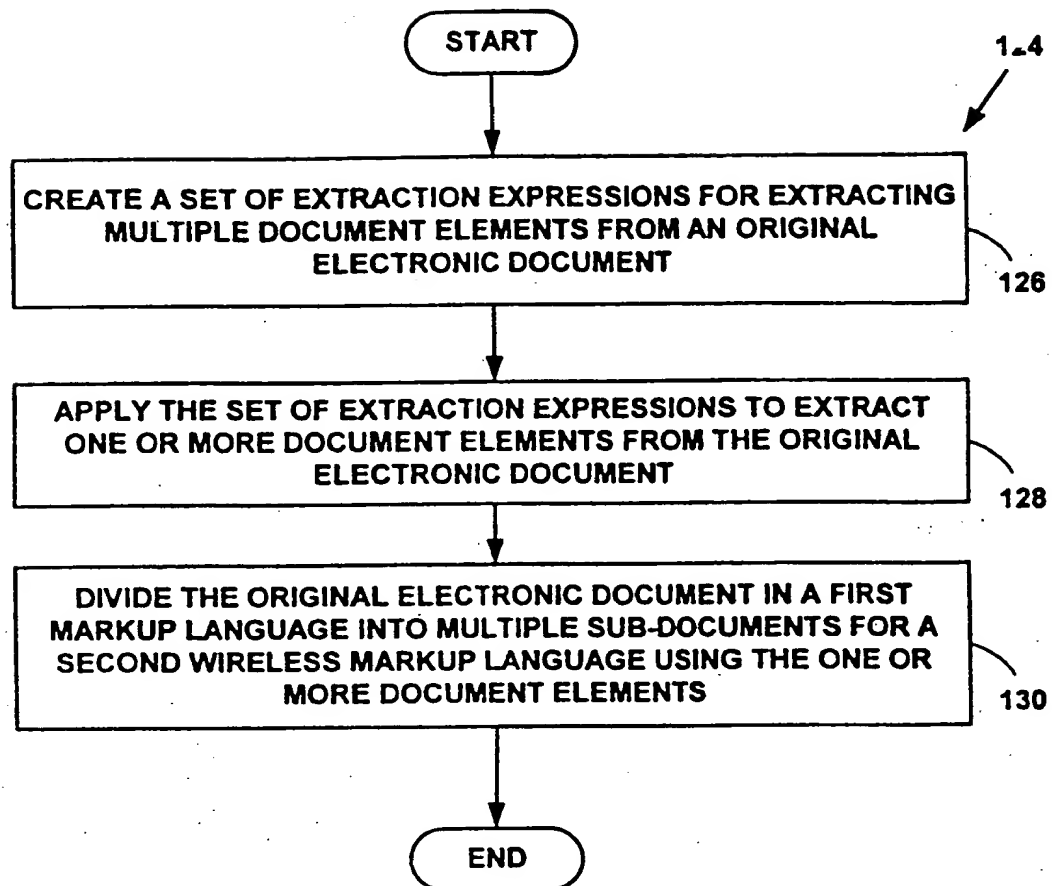 START
CREATE A SET OF EXTRACTION EXPRESSIONS FOR EXTRACTING
MULTIPLE DOCUMENT ELEMENTS FROM AN ORIGINAL
ELECTRONIC DOCUMENT
126
APPLY THE SET OF EXTRACTION EXPRESSIONS TO EXTRACT
ONE OR MORE DOCUMENT ELEMENTS FROM THE ORIGINAL
ELECTRONIC DOCUMENT
128
DIVIDE THE ORIGINAL ELECTRONIC DOCUMENT IN A FIRST
MARKUP LANGUAGE INTO MULTIPLE SUB-DOCUMENTS FOR A
SECOND WIRELESS MARKUP LANGUAGE USING THE ONE OR
MORE DOCUMENT ELEMENTS
130
END